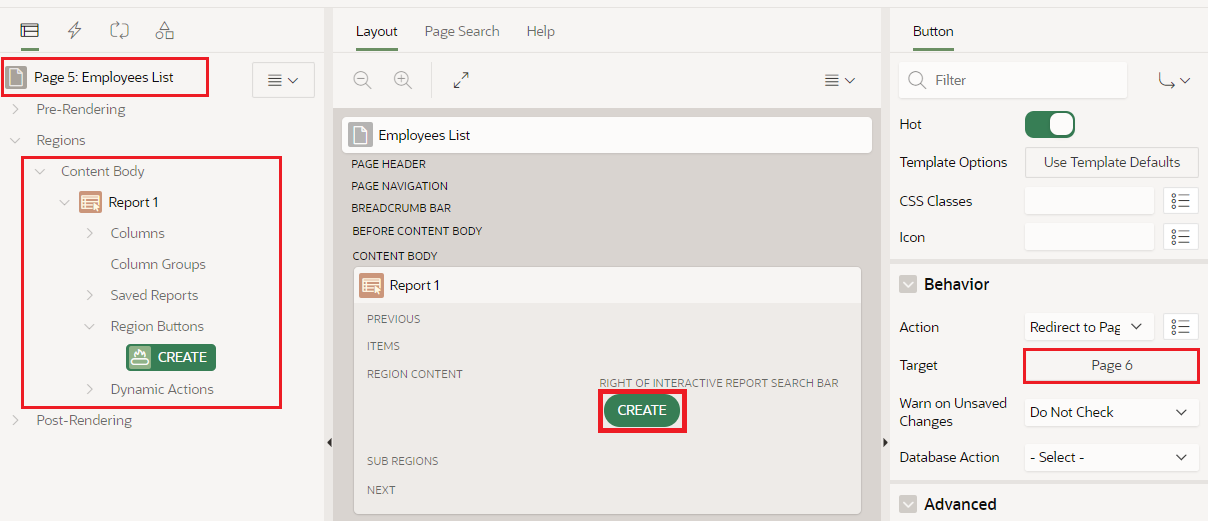 Page 5: Employees List
Pre-Rendering
Regions
Content Body
Report 1
Columns
Column Groups
Saved Reports
Region Buttons
CREATE
Dynamic Actions
Post-Rendering
Layout Page Search Help
Employees List
PAGE HEADER
PAGE NAVIGATION
BREADCRUMB BAR
BEFORE CONTENT BODY
CONTENT BODY
Report 1
PREVIOUS
ITEMS
REGION CONTENT
RIGHT OF INTERACTIVE REPORT SEARCH BAR
CREATE
SUB REGIONS
NEXT
Button
Filter
Hot
Template Options Use Template Defaults
CSS Classes
Icon
Behavior
Action Redirect to Pag
Target Page 6
Warn on Unsaved
Changes Do Not Check
Database Action - Select -
Advanced